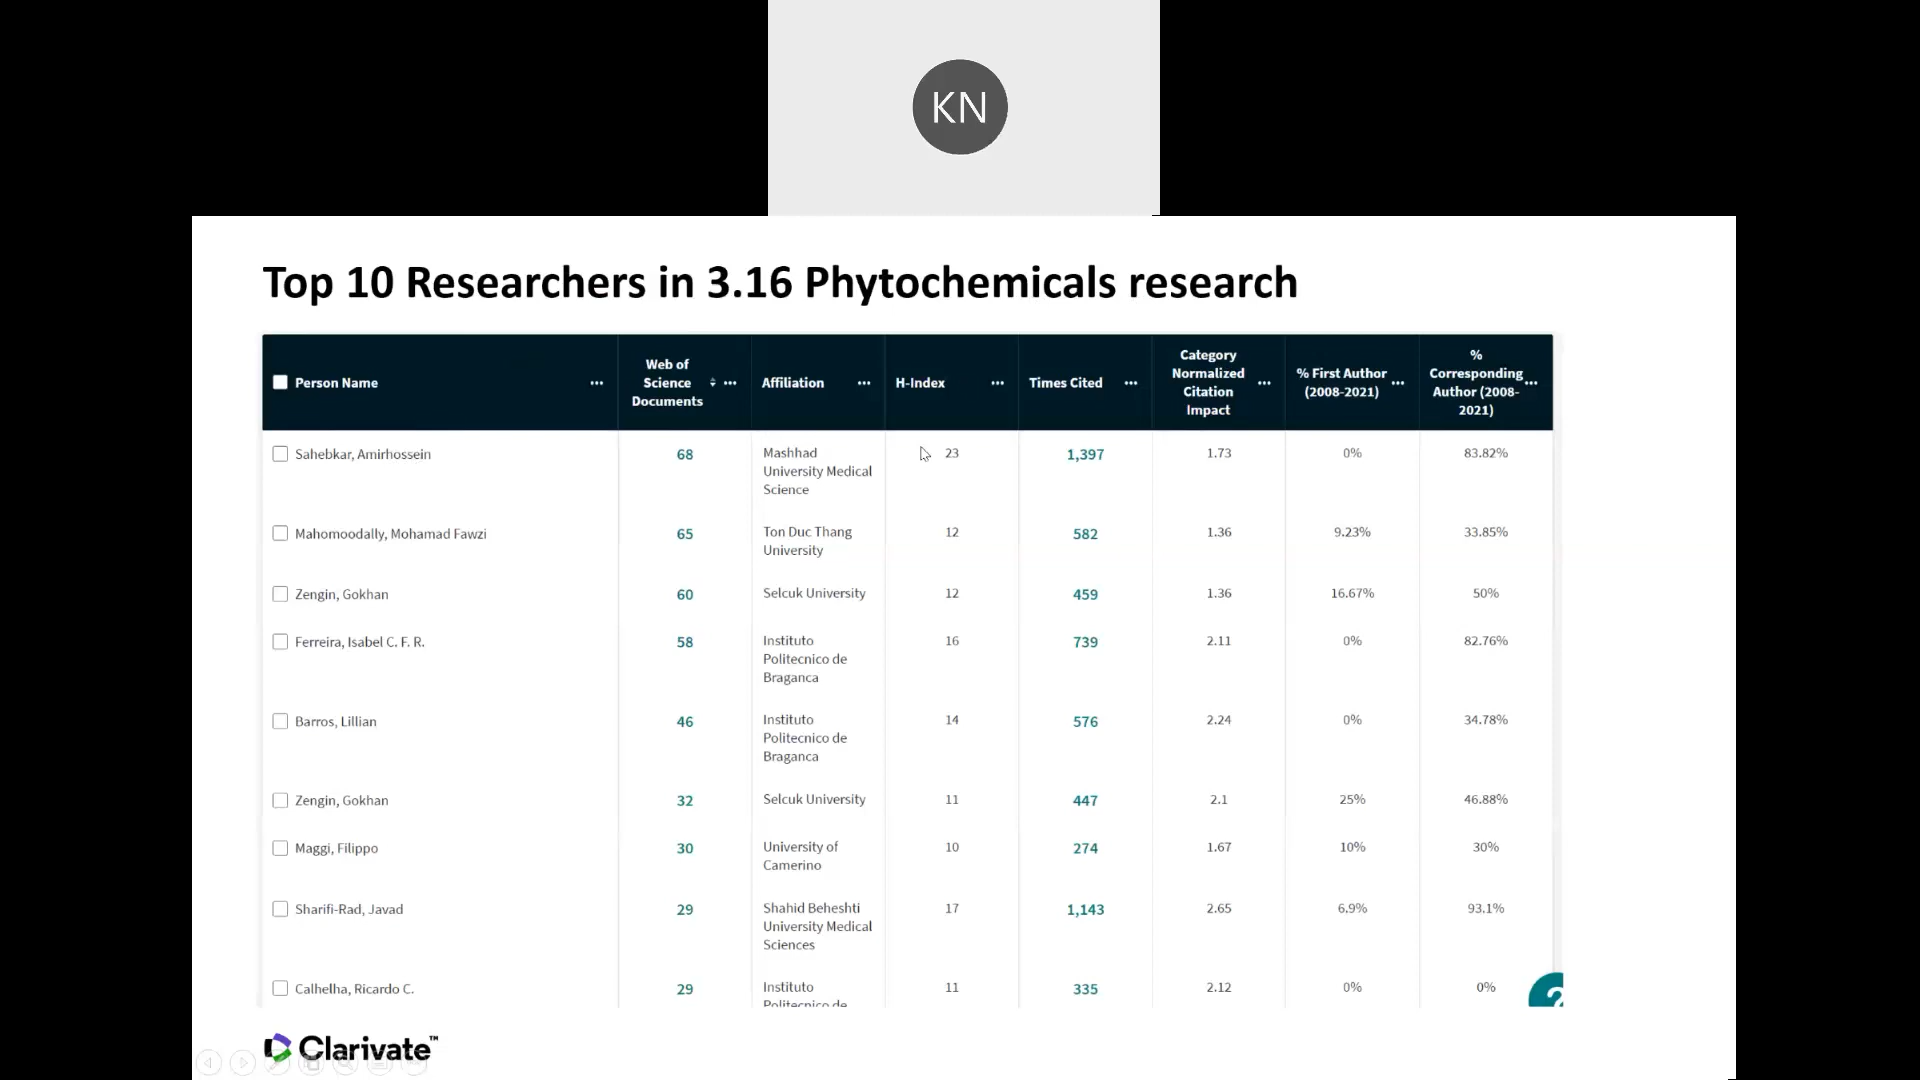 KN
Top 10 Researchers in 3.16 Phytochemicals research
Person Name ... Web of Science Documents ... Affiliation ... H-Index ... Times Cited ... Category Normalized Citation Impact ... % First Author (2008-2021) ... % Corresponding Author (2008-2021) ...
Sahebkar, Amirhossein 68 Mashhad University Medical Science 23 1,397 1.73 0% 83.82%
Mahomoodally, Mohamad Fawzi 65 Ton Duc Thang University 12 582 1.36 9.23% 33.85%
Zengin, Gokhan 60 Selcuk University 12 459 1.36 16.67% 50%
Ferreira, Isabel C. F. R. 58 Instituto Politecnico de Braganca 16 739 2.11 0% 82.76%
Barros, Lillian 46 Instituto Politecnico de Braganca 14 576 2.24 0% 34.78%
Zengin, Gokhan 32 Selcuk University 11 447 2.1 25% 46.88%
Maggi, Filippo 30 University of Camerino 10 274 1.67 10% 30%
Sharifi-Rad, Javad 29 Shahid Beheshti University Medical Sciences 17 1,143 2.65 6.9% 93.1%
Calhelha, Ricardo C. 29 Instituto Politecnico de 11 335 2.12 0% 0%
?
Clarivate™